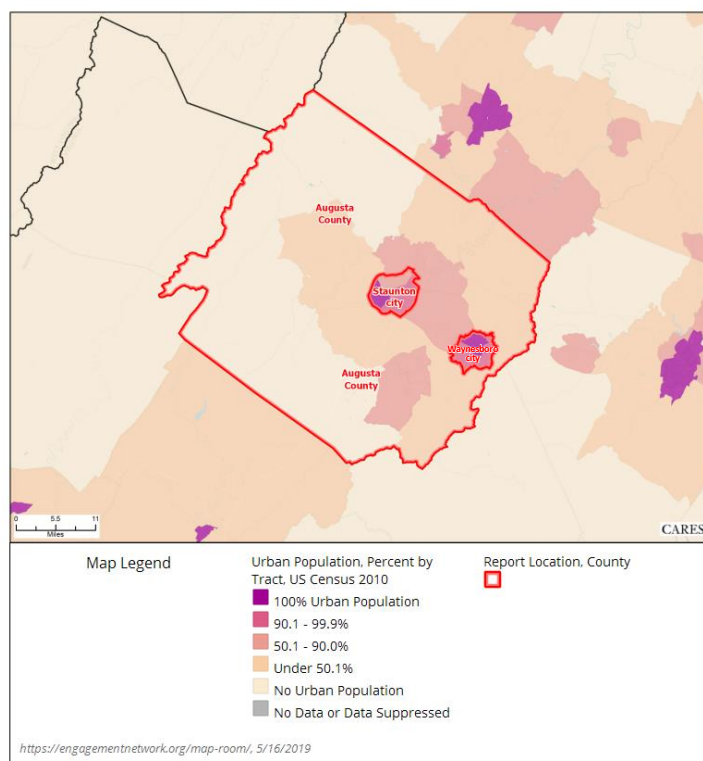 Augusta
County
Staunton
city
Waynesboro
city
Augusta
County
0 5.5 11
Miles
CARES
Map Legend
Urban Population, Percent by
Tract, US Census 2010
100% Urban Population
90.1 - 99.9%
50.1 - 90.0%
Under 50.1%
No Urban Population
No Data or Data Suppressed
Report Location, County
https://engagementnetwork.org/map-room/, 5/16/2019